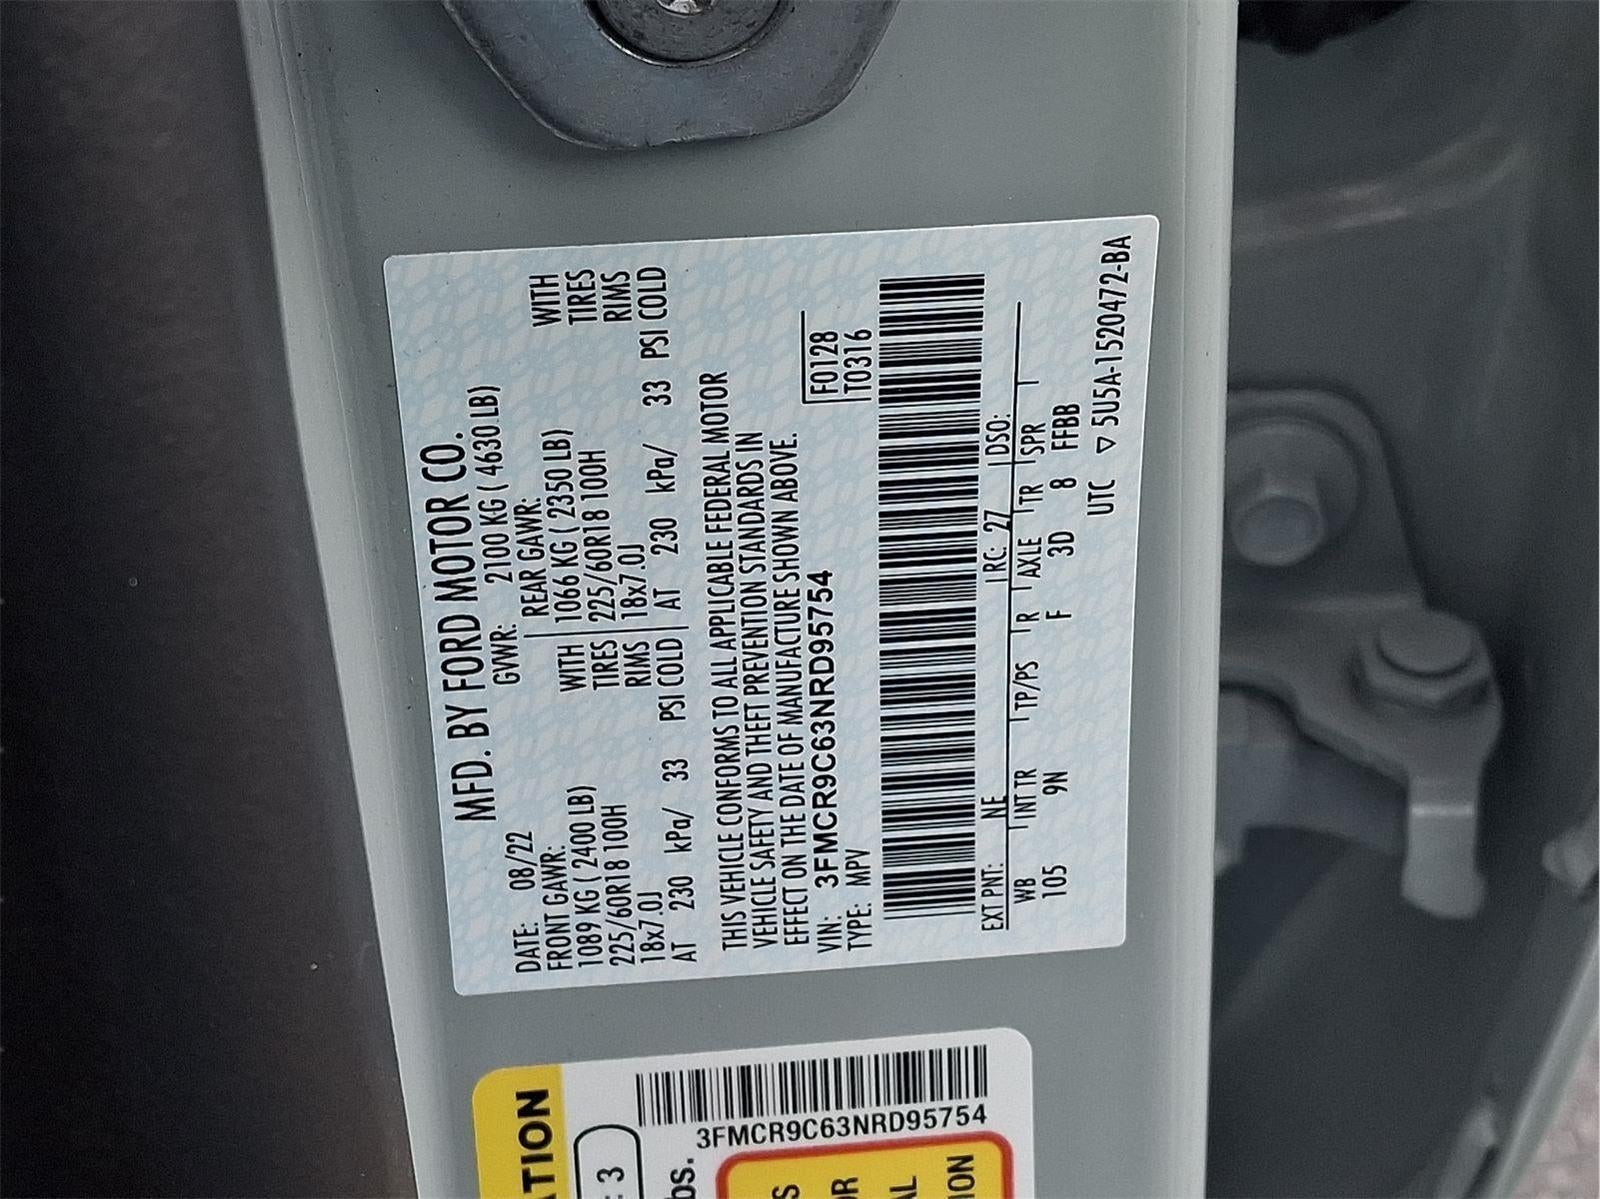 MFD. BY FORD MOTOR CO.
DATE: 08/22 GVWR: 2100 KG ( 4630 LB)
FRONT GAWR: REAR GAWR:
1089 KG ( 2400 LB) WITH 1066 KG ( 2350 LB) WITH
225/60R18 100H TIRES 225/60R18 100H TIRES
18x7.0J RIMS 18x7.0J RIMS
AT 230 kPa/ 33 PSI COLD AT 230 kPa/ 33 PSI COLD
THIS VEHICLE CONFORMS TO ALL APPLICABLE FEDERAL MOTOR
VEHICLE SAFETY AND THEFT PREVENTION STANDARDS IN
EFFECT ON THE DATE OF MANUFACTURE SHOWN ABOVE.
VIN: 3FMCR9C63NRD95754 F0128
TYPE: MPV T0316
EXT PNT: NE RC: 27 DSO:
WB INT TR TP/PS R AXLE TR SPR
105 9N F 3D 8 FFBB
UTC ▽ 5U5A-1520472-BA
3FMCR9C63NRD95754